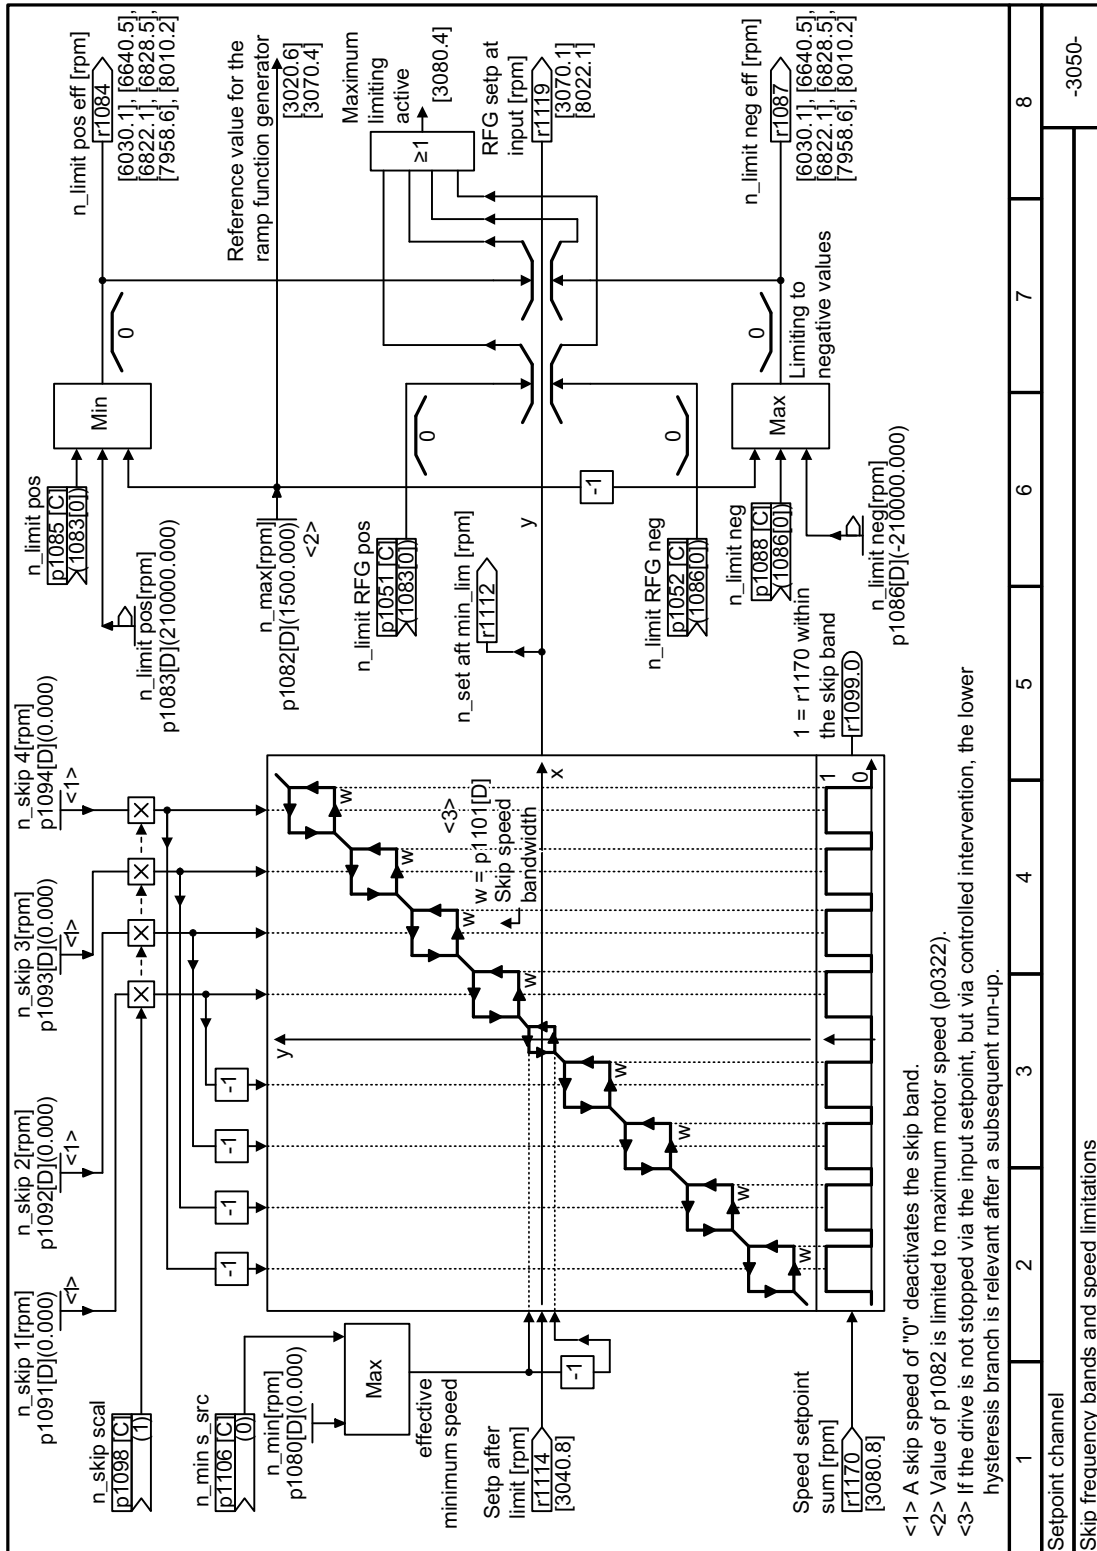 n_skip 1[rpm]
p1091[D](0.000)
<1>
n_skip 2[rpm]
p1092[D](0.000)
<1>
n_skip 3[rpm]
p1093[D](0.000)
<1>
n_skip 4[rpm]
p1094[D](0.000)
<1>
n_skip scal
p1098 [C]
(1)
n_min s_src
p1106 [C]
(0)
n_min[rpm]
p1080[D](0.000)
Max
effective
minimum speed
-1
Setp after
limit [rpm]
r1114
[3040.8]
Speed setpoint
sum [rpm]
r1170
[3080.8]
-1
-1
-1
-1
×
×
×
×
y
x
w
w
w
w
w
w
w
w
<3>
w = p1101[D]
Skip speed
bandwidth
1
0
1 = r1170 within
the skip band
r1099.0
n_limit pos[rpm]
p1083[D](210000.000)
n_limit pos
p1085 [C]
(1083[0])
Min
0
n_limit pos eff [rpm]
r1084
[6030.1], [6640.5],
[6822.1], [6828.5],
[7958.6], [8010.2]
n_max[rpm]
p1082[D](1500.000)
<2>
Reference value for the
ramp function generator
[3020.6]
[3070.4]
n_limit RFG pos
p1051 [C]
(1083[0])
0
Maximum
limiting
active
≥1
[3080.4]
n_set aft min_lim [rpm]
r1112
y
RFG setp at
input [rpm]
r1119
[3070.1]
[8022.1]
n_limit RFG neg
p1052 [C]
(1086[0])
0
-1
n_limit neg
p1088 [C]
(1086[0])
n_limit neg[rpm]
p1086[D](-210000.000)
Max
0
Limiting to
negative values
n_limit neg eff [rpm]
r1087
[6030.1], [6640.5],
[6822.1], [6828.5],
[7958.6], [8010.2]
<1> A skip speed of "0" deactivates the skip band.
<2> Value of p1082 is limited to maximum motor speed (p0322).
<3> If the drive is not stopped via the input setpoint, but via controlled intervention, the lower
hysteresis branch is relevant after a subsequent run-up.
1
2
3
4
5
6
7
8
Setpoint channel
Skip frequency bands and speed limitations
-3050-